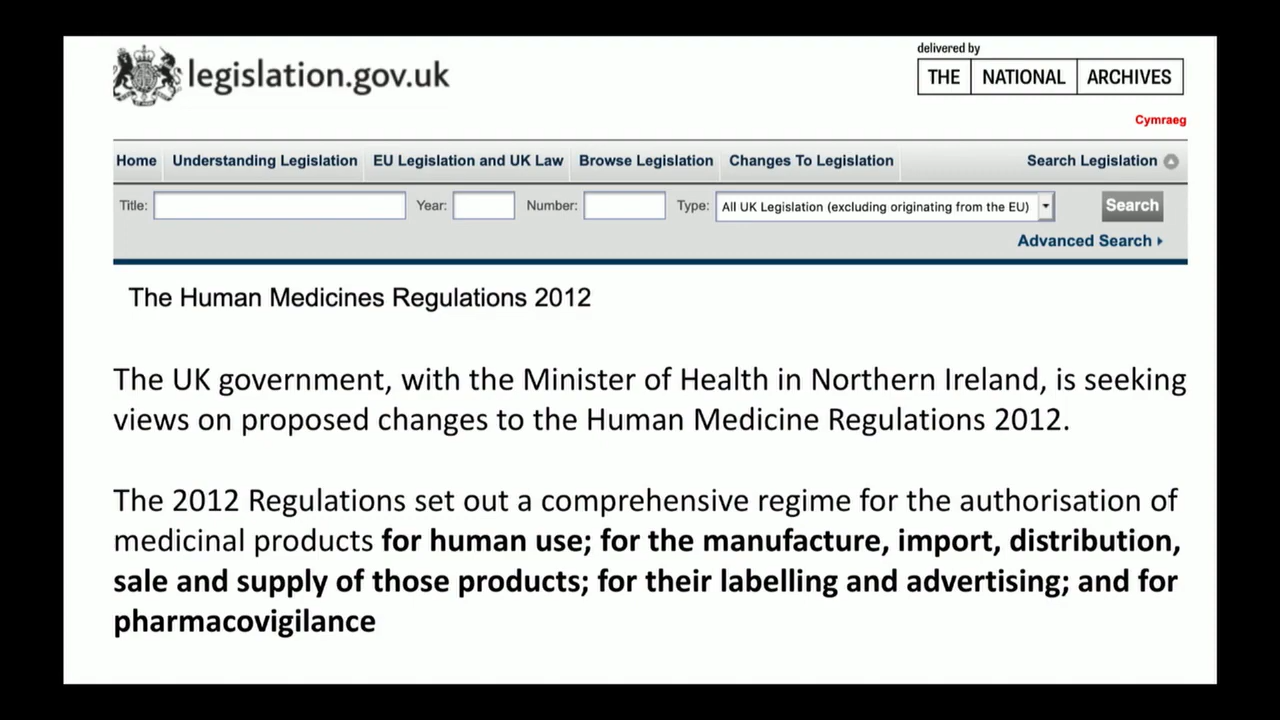 legislation.gov.uk
delivered by
THE NATIONAL ARCHIVES
Cymraeg
Home Understanding Legislation EU Legislation and UK Law Browse Legislation Changes To Legislation Search Legislation
Title: Year: Number: Type: All UK Legislation (excluding originating from the EU) Search
Advanced Search
The Human Medicines Regulations 2012
The UK government, with the Minister of Health in Northern Ireland, is seeking
views on proposed changes to the Human Medicine Regulations 2012.
The 2012 Regulations set out a comprehensive regime for the authorisation of
medicinal products for human use; for the manufacture, import, distribution,
sale and supply of those products; for their labelling and advertising; and for
pharmacovigilance